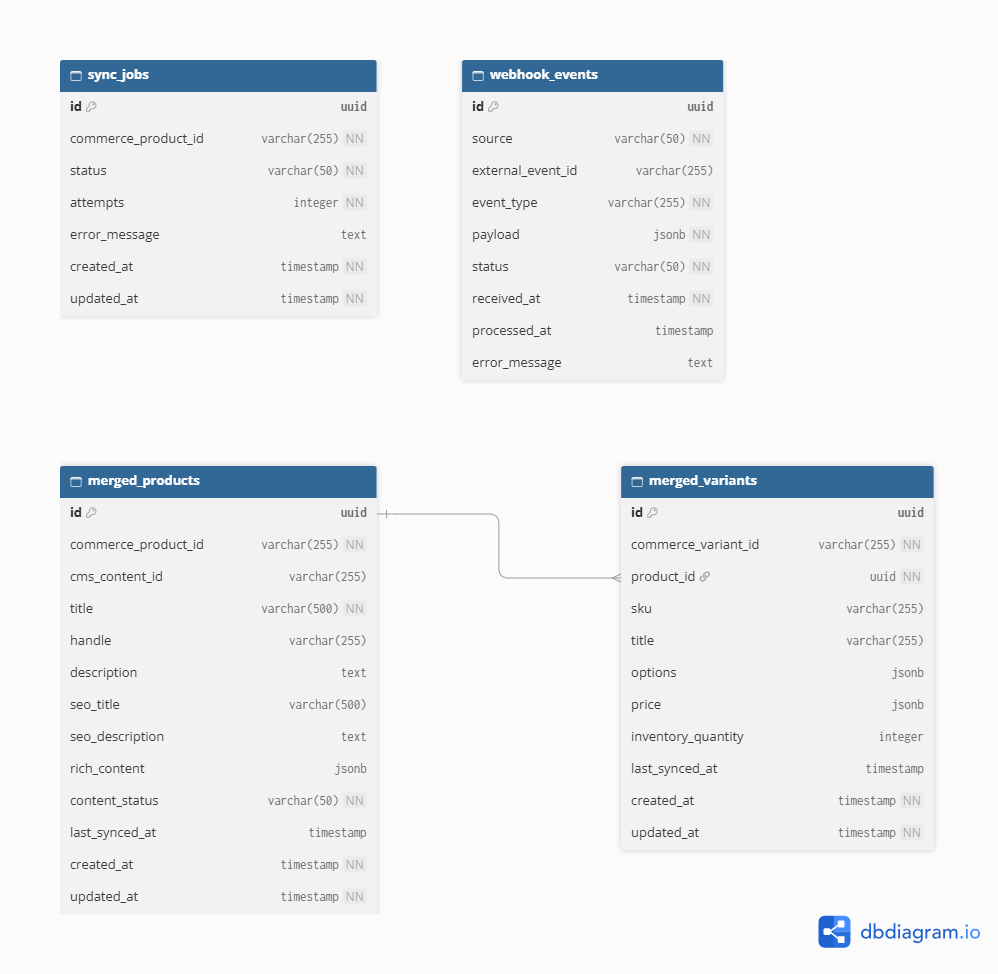 sync_jobs
id uuid
commerce_product_id varchar(255) NN
status varchar(50) NN
attempts integer NN
error_message text
created_at timestamp NN
updated_at timestamp NN
webhook_events
id uuid
source varchar(50) NN
external_event_id varchar(255)
event_type varchar(255) NN
payload jsonb NN
status varchar(50) NN
received_at timestamp NN
processed_at timestamp
error_message text
merged_products
id uuid
commerce_product_id varchar(255) NN
cms_content_id varchar(255)
title varchar(500) NN
handle varchar(255)
description text
seo_title varchar(500)
seo_description text
rich_content jsonb
content_status varchar(50) NN
last_synced_at timestamp
created_at timestamp NN
updated_at timestamp NN
merged_variants
id uuid
commerce_variant_id varchar(255) NN
product_id uuid NN
sku varchar(255)
title varchar(255)
options jsonb
price jsonb
inventory_quantity integer
last_synced_at timestamp
created_at timestamp NN
updated_at timestamp NN
dbdiagram.io